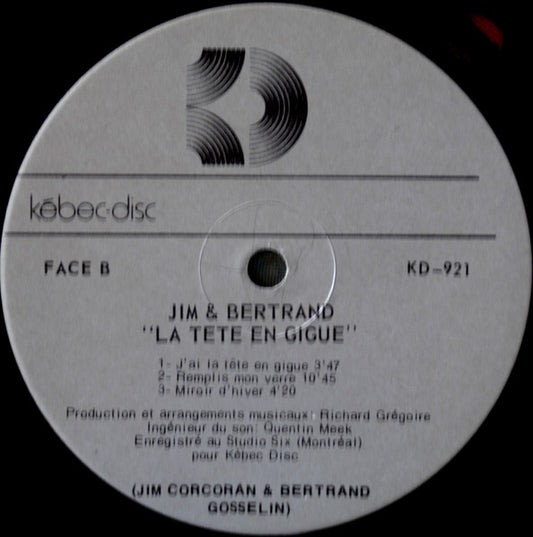 kébec-disc
FACE B
KD-921
JIM & BERTRAND
"LA TETE EN GIGUE"
1- J'ai la tête en gigue 3'47
2- Remplis mon verre 10'45
3- Miroir d'hiver 4'20
Production et arrangements musicaux: Richard Grégoire
Ingénieur du son: Quentin Meek
Enregistré au Studio Six (Montréal)
pour Kébec Disc
(JIM CORCORAN & BERTRAND
GOSSELIN)